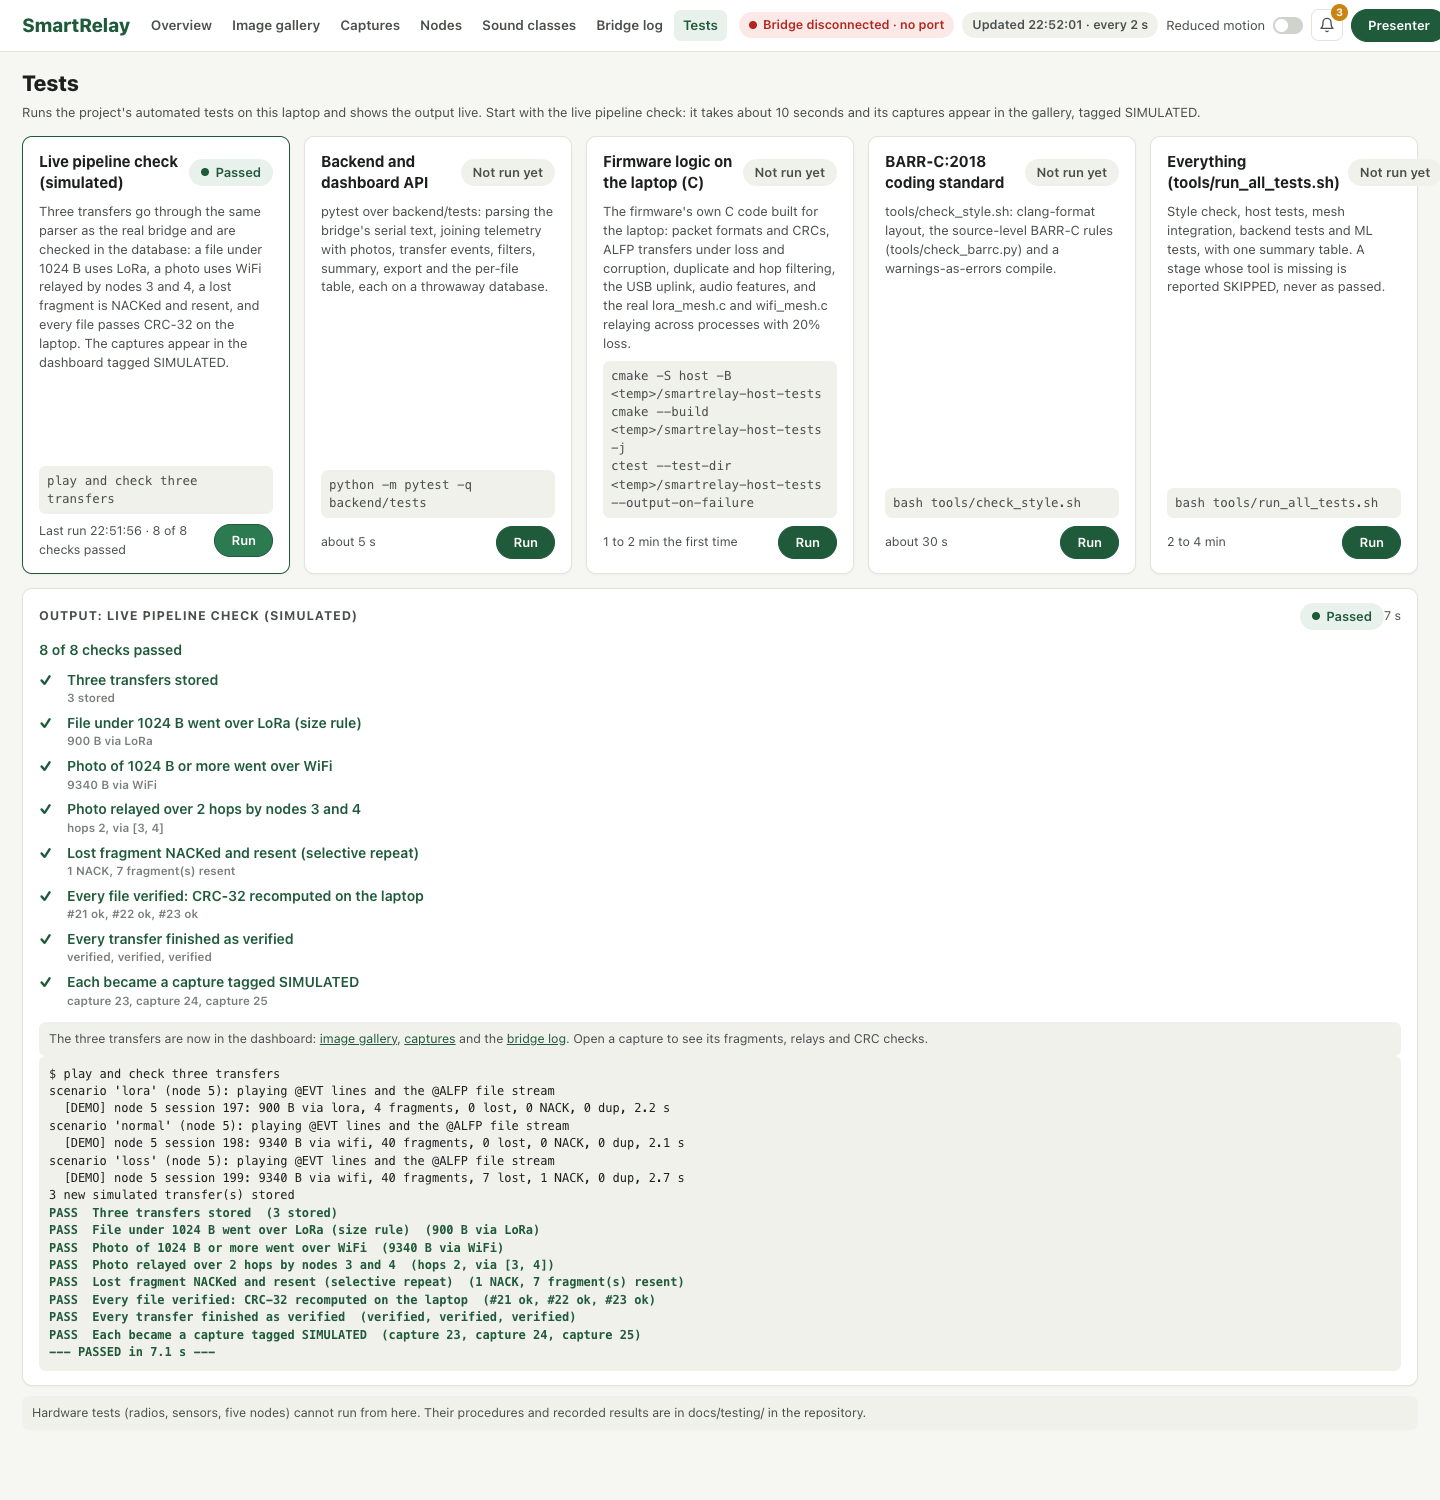 SmartRelay Overview Image gallery Captures Nodes Sound classes Bridge log Tests Bridge disconnected · no port Updated 22:52:01 · every 2 s Reduced motion 3 Presenter
Tests
Runs the project's automated tests on this laptop and shows the output live. Start with the live pipeline check: it takes about 10 seconds and its captures appear in the gallery, tagged SIMULATED.
Live pipeline check
(simulated)
Passed
Three transfers go through the same
parser as the real bridge and are
checked in the database: a file under
1024 B uses LoRa, a photo uses WiFi
relayed by nodes 3 and 4, a lost
fragment is NACKed and resent, and
every file passes CRC-32 on the
laptop. The captures appear in the
dashboard tagged SIMULATED.
play and check three
transfers
Last run 22:51:56 · 8 of 8
checks passed
Run
Backend and
dashboard API
Not run yet
pytest over backend/tests: parsing the
bridge's serial text, joining telemetry
with photos, transfer events, filters,
summary, export and the per-file
table, each on a throwaway database.
python -m pytest -q
backend/tests
about 5 s
Run
Firmware logic on
the laptop (C)
Not run yet
The firmware's own C code built for
the laptop: packet formats and CRCs,
ALFP transfers under loss and
corruption, duplicate and hop filtering,
the USB uplink, audio features, and
the real lora_mesh.c and wifi_mesh.c
relaying across processes with 20%
loss.
cmake -S host -B
<temp>/smartrelay-host-tests
cmake --build
<temp>/smartrelay-host-tests
-j
ctest --test-dir
<temp>/smartrelay-host-tests
--output-on-failure
1 to 2 min the first time
Run
BARR-C:2018
coding standard
Not run yet
tools/check_style.sh: clang-format
layout, the source-level BARR-C rules
(tools/check_barrc.py) and a
warnings-as-errors compile.
bash tools/check_style.sh
about 30 s
Run
Everything
(tools/run_all_tests.sh)
Not run yet
Style check, host tests, mesh
integration, backend tests and ML
tests, with one summary table. A
stage whose tool is missing is
reported SKIPPED, never as passed.
bash tools/run_all_tests.sh
2 to 4 min
Run
OUTPUT: LIVE PIPELINE CHECK (SIMULATED)
Passed 7 s
8 of 8 checks passed
✓ Three transfers stored
3 stored
✓ File under 1024 B went over LoRa (size rule)
900 B via LoRa
✓ Photo of 1024 B or more went over WiFi
9340 B via WiFi
✓ Photo relayed over 2 hops by nodes 3 and 4
hops 2, via [3, 4]
✓ Lost fragment NACKed and resent (selective repeat)
1 NACK, 7 fragment(s) resent
✓ Every file verified: CRC-32 recomputed on the laptop
#21 ok, #22 ok, #23 ok
✓ Every transfer finished as verified
verified, verified, verified
✓ Each became a capture tagged SIMULATED
capture 23, capture 24, capture 25
The three transfers are now in the dashboard: image gallery, captures and the bridge log. Open a capture to see its fragments, relays and CRC checks.
$ play and check three transfers
scenario 'lora' (node 5): playing @EVT lines and the @ALFP file stream
  [DEMO] node 5 session 197: 900 B via lora, 4 fragments, 0 lost, 0 NACK, 0 dup, 2.2 s
scenario 'normal' (node 5): playing @EVT lines and the @ALFP file stream
  [DEMO] node 5 session 198: 9340 B via wifi, 40 fragments, 0 lost, 0 NACK, 0 dup, 2.1 s
scenario 'loss' (node 5): playing @EVT lines and the @ALFP file stream
  [DEMO] node 5 session 199: 9340 B via wifi, 40 fragments, 7 lost, 1 NACK, 0 dup, 2.7 s
3 new simulated transfer(s) stored
PASS  Three transfers stored  (3 stored)
PASS  File under 1024 B went over LoRa (size rule)  (900 B via LoRa)
PASS  Photo of 1024 B or more went over WiFi  (9340 B via WiFi)
PASS  Photo relayed over 2 hops by nodes 3 and 4  (hops 2, via [3, 4])
PASS  Lost fragment NACKed and resent (selective repeat)  (1 NACK, 7 fragment(s) resent)
PASS  Every file verified: CRC-32 recomputed on the laptop  (#21 ok, #22 ok, #23 ok)
PASS  Every transfer finished as verified  (verified, verified, verified)
PASS  Each became a capture tagged SIMULATED  (capture 23, capture 24, capture 25)
--- PASSED in 7.1 s ---
Hardware tests (radios, sensors, five nodes) cannot run from here. Their procedures and recorded results are in docs/testing/ in the repository.